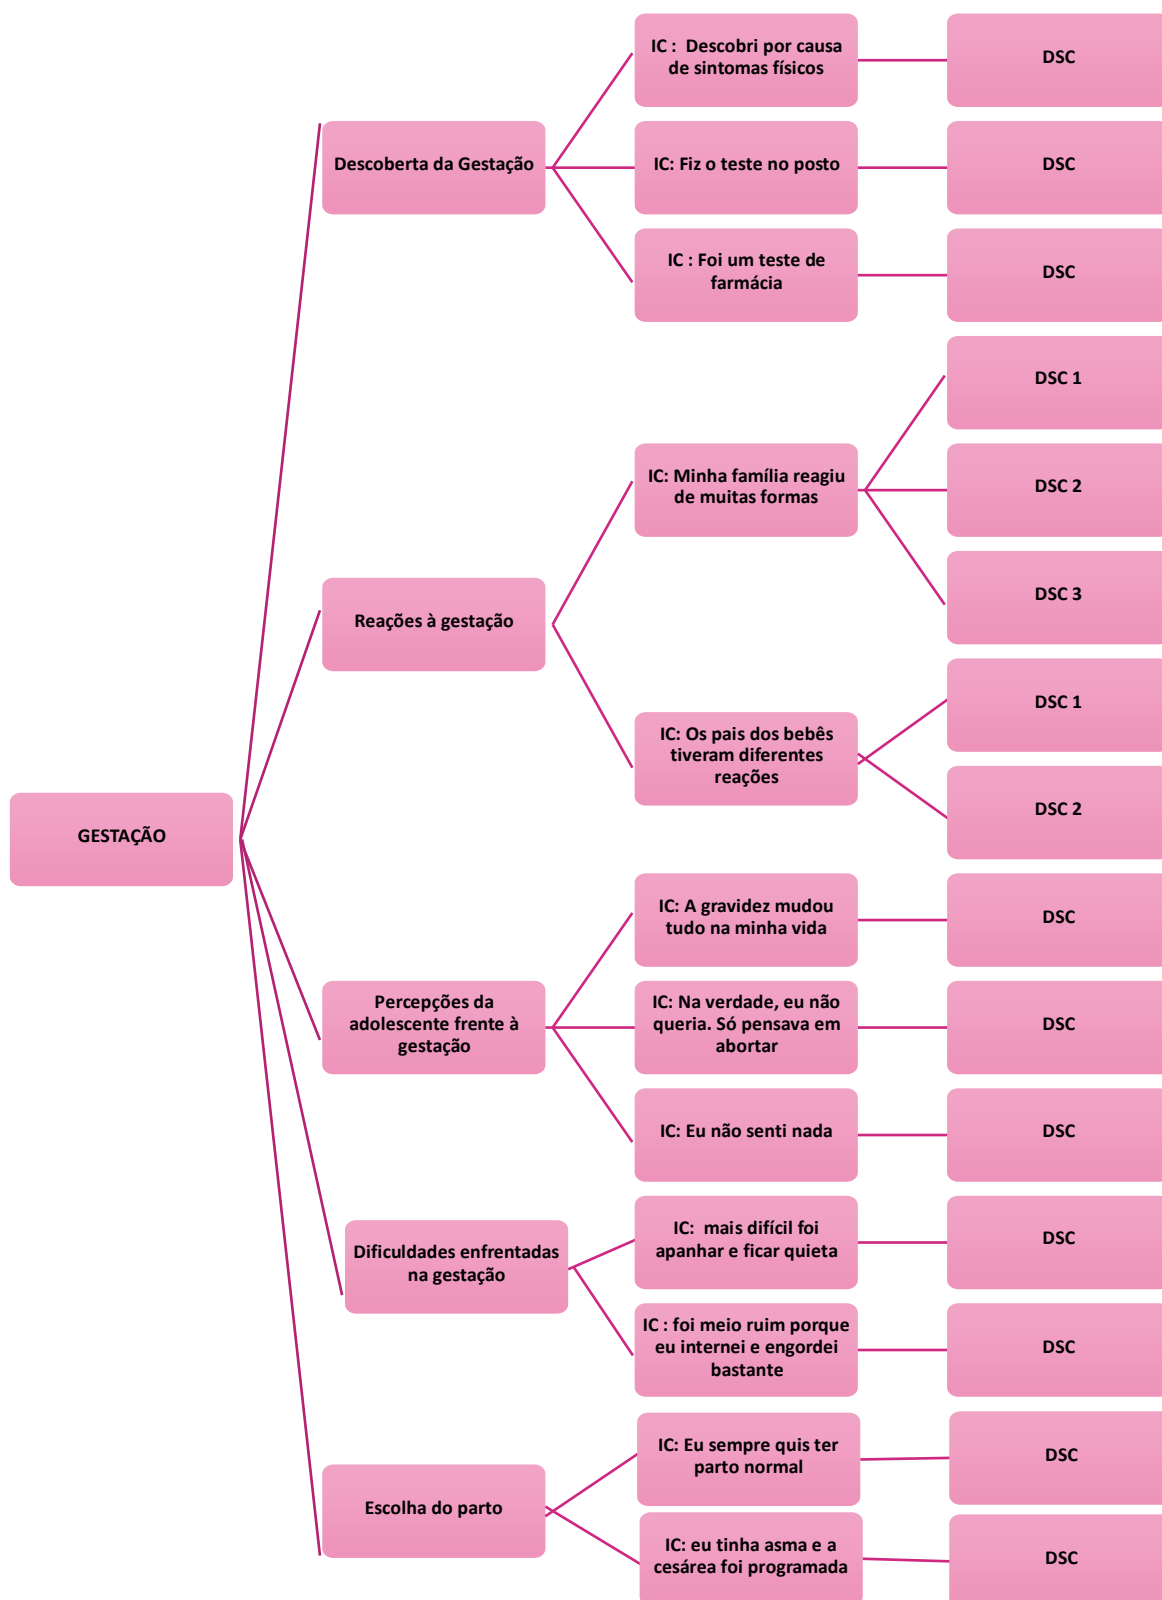 GESTAÇÃO
Descoberta da Gestação
IC :  Descobri por causa
de sintomas físicos
DSC
IC: Fiz o teste no posto
DSC
IC : Foi um teste de
farmácia
DSC
Reações à gestação
IC: Minha família reagiu
de muitas formas
DSC 1
DSC 2
DSC 3
IC: Os pais dos bebês
tiveram diferentes
reações
DSC 1
DSC 2
Percepções da
adolescente frente à
gestação
IC: A gravidez mudou
tudo na minha vida
DSC
IC: Na verdade, eu não
queria. Só pensava em
abortar
DSC
IC: Eu não senti nada
DSC
Dificuldades enfrentadas
na gestação
IC:  mais difícil foi
apanhar e ficar quieta
DSC
IC : foi meio ruim porque
eu internei e engordei
bastante
DSC
Escolha do parto
IC: Eu sempre quis ter
parto normal
DSC
IC: eu tinha asma e a
cesárea foi programada
DSC